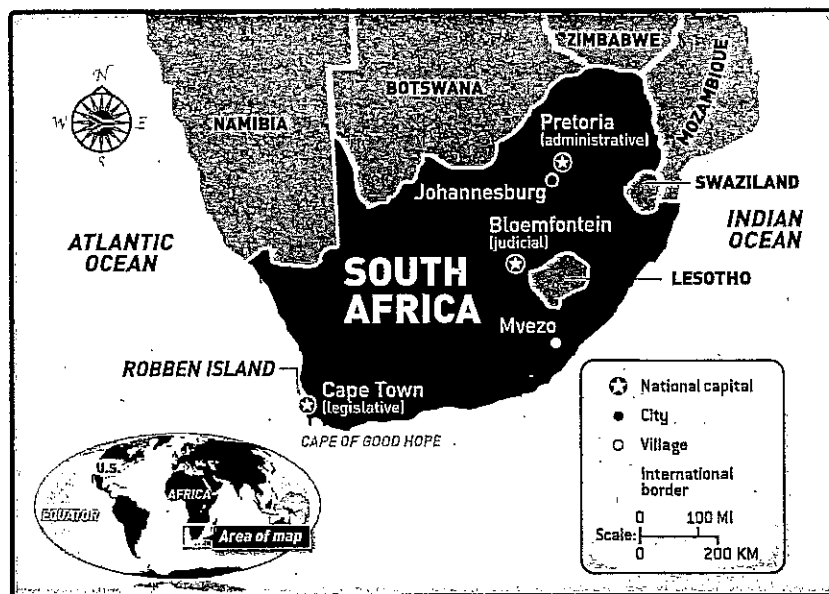 ZIMBABWE
BOTSWANA
MOZAMBIQUE
NAMIBIA
N
W
E
S
Pretoria
(administrative)
Johannesburg
SWAZILAND
Bloemfontein
(judicial)
INDIAN
OCEAN
ATLANTIC
OCEAN
SOUTH
AFRICA
LESOTHO
Mvezo
ROBBEN ISLAND
Cape Town
(legislative)
CAPE OF GOOD HOPE
National capital
City
Village
International
border
0 100 MI
Scale:
0 200 KM
U.S.
AFRICA
EQUATOR
Area of map